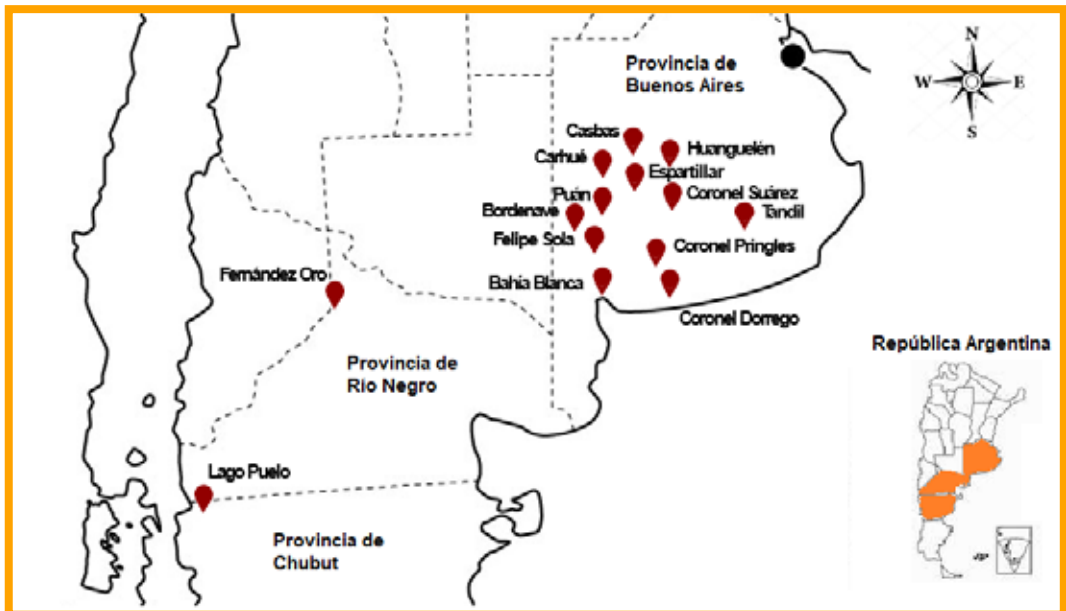 Provincia de
Buenos Aires
N
W
E
S
Casbas
Huanguelén
Carhué
Espartillar
Puán
Coronel Suárez
Bordenave
Tandil
Felipe Sola
Coronel Pringles
Fernández Oro
Bahía Blanca
Coronel Dorrego
República Argentina
Provincia de
Río Negro
Lago Puelo
Provincia de
Chubut